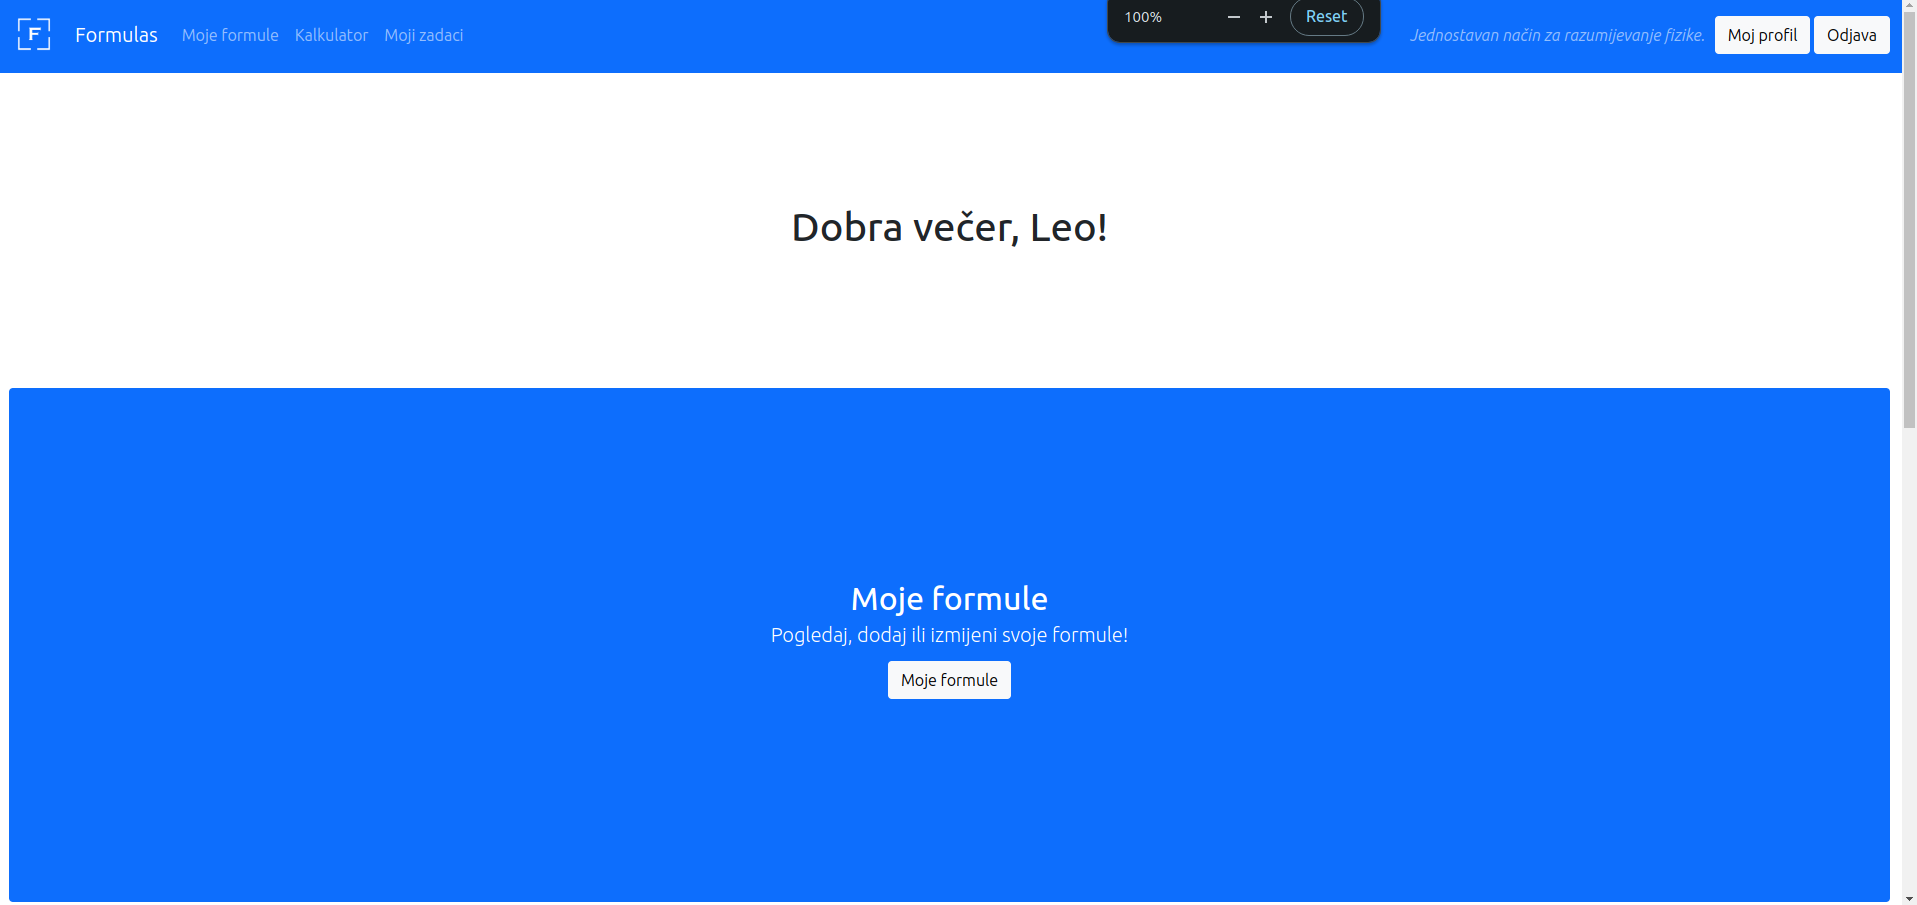 F
Formulas
Moje formule
Kalkulator
Moji zadaci
100%
Reset
Jednostavan način za razumijevanje fizike.
Moj profil
Odjava
Dobra večer, Leo!
Moje formule
Pogledaj, dodaj ili izmijeni svoje formule!
Moje formule